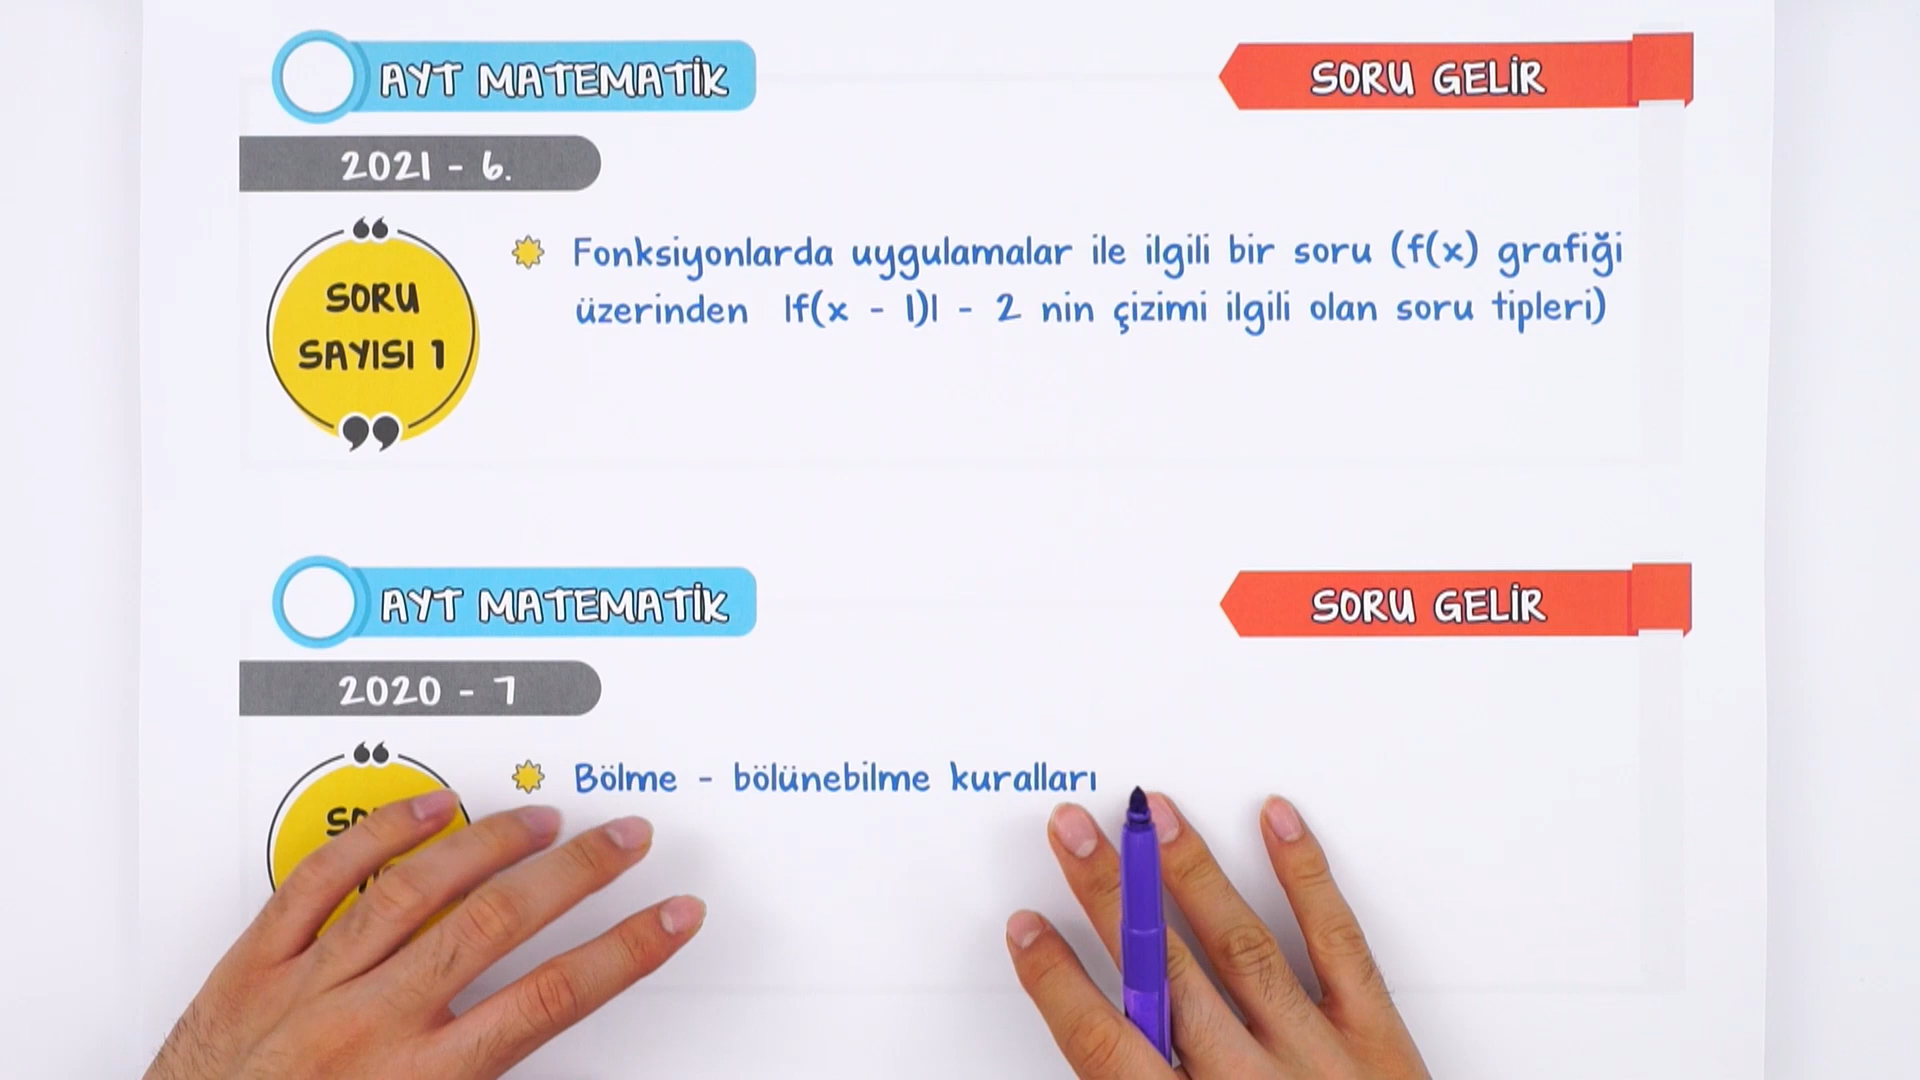 AYT MATEMATİK
SORU GELİR
2021 - 6.
SORU
SAYISI 1
Fonksiyonlarda uygulamalar ile ilgili bir soru (f(x) grafiği
üzerinden |f(x - 1)| - 2 nin çizimi ilgili olan soru tipleri)
AYT MATEMATİK
SORU GELİR
2020 - 7
Bölme - bölünebilme kuralları